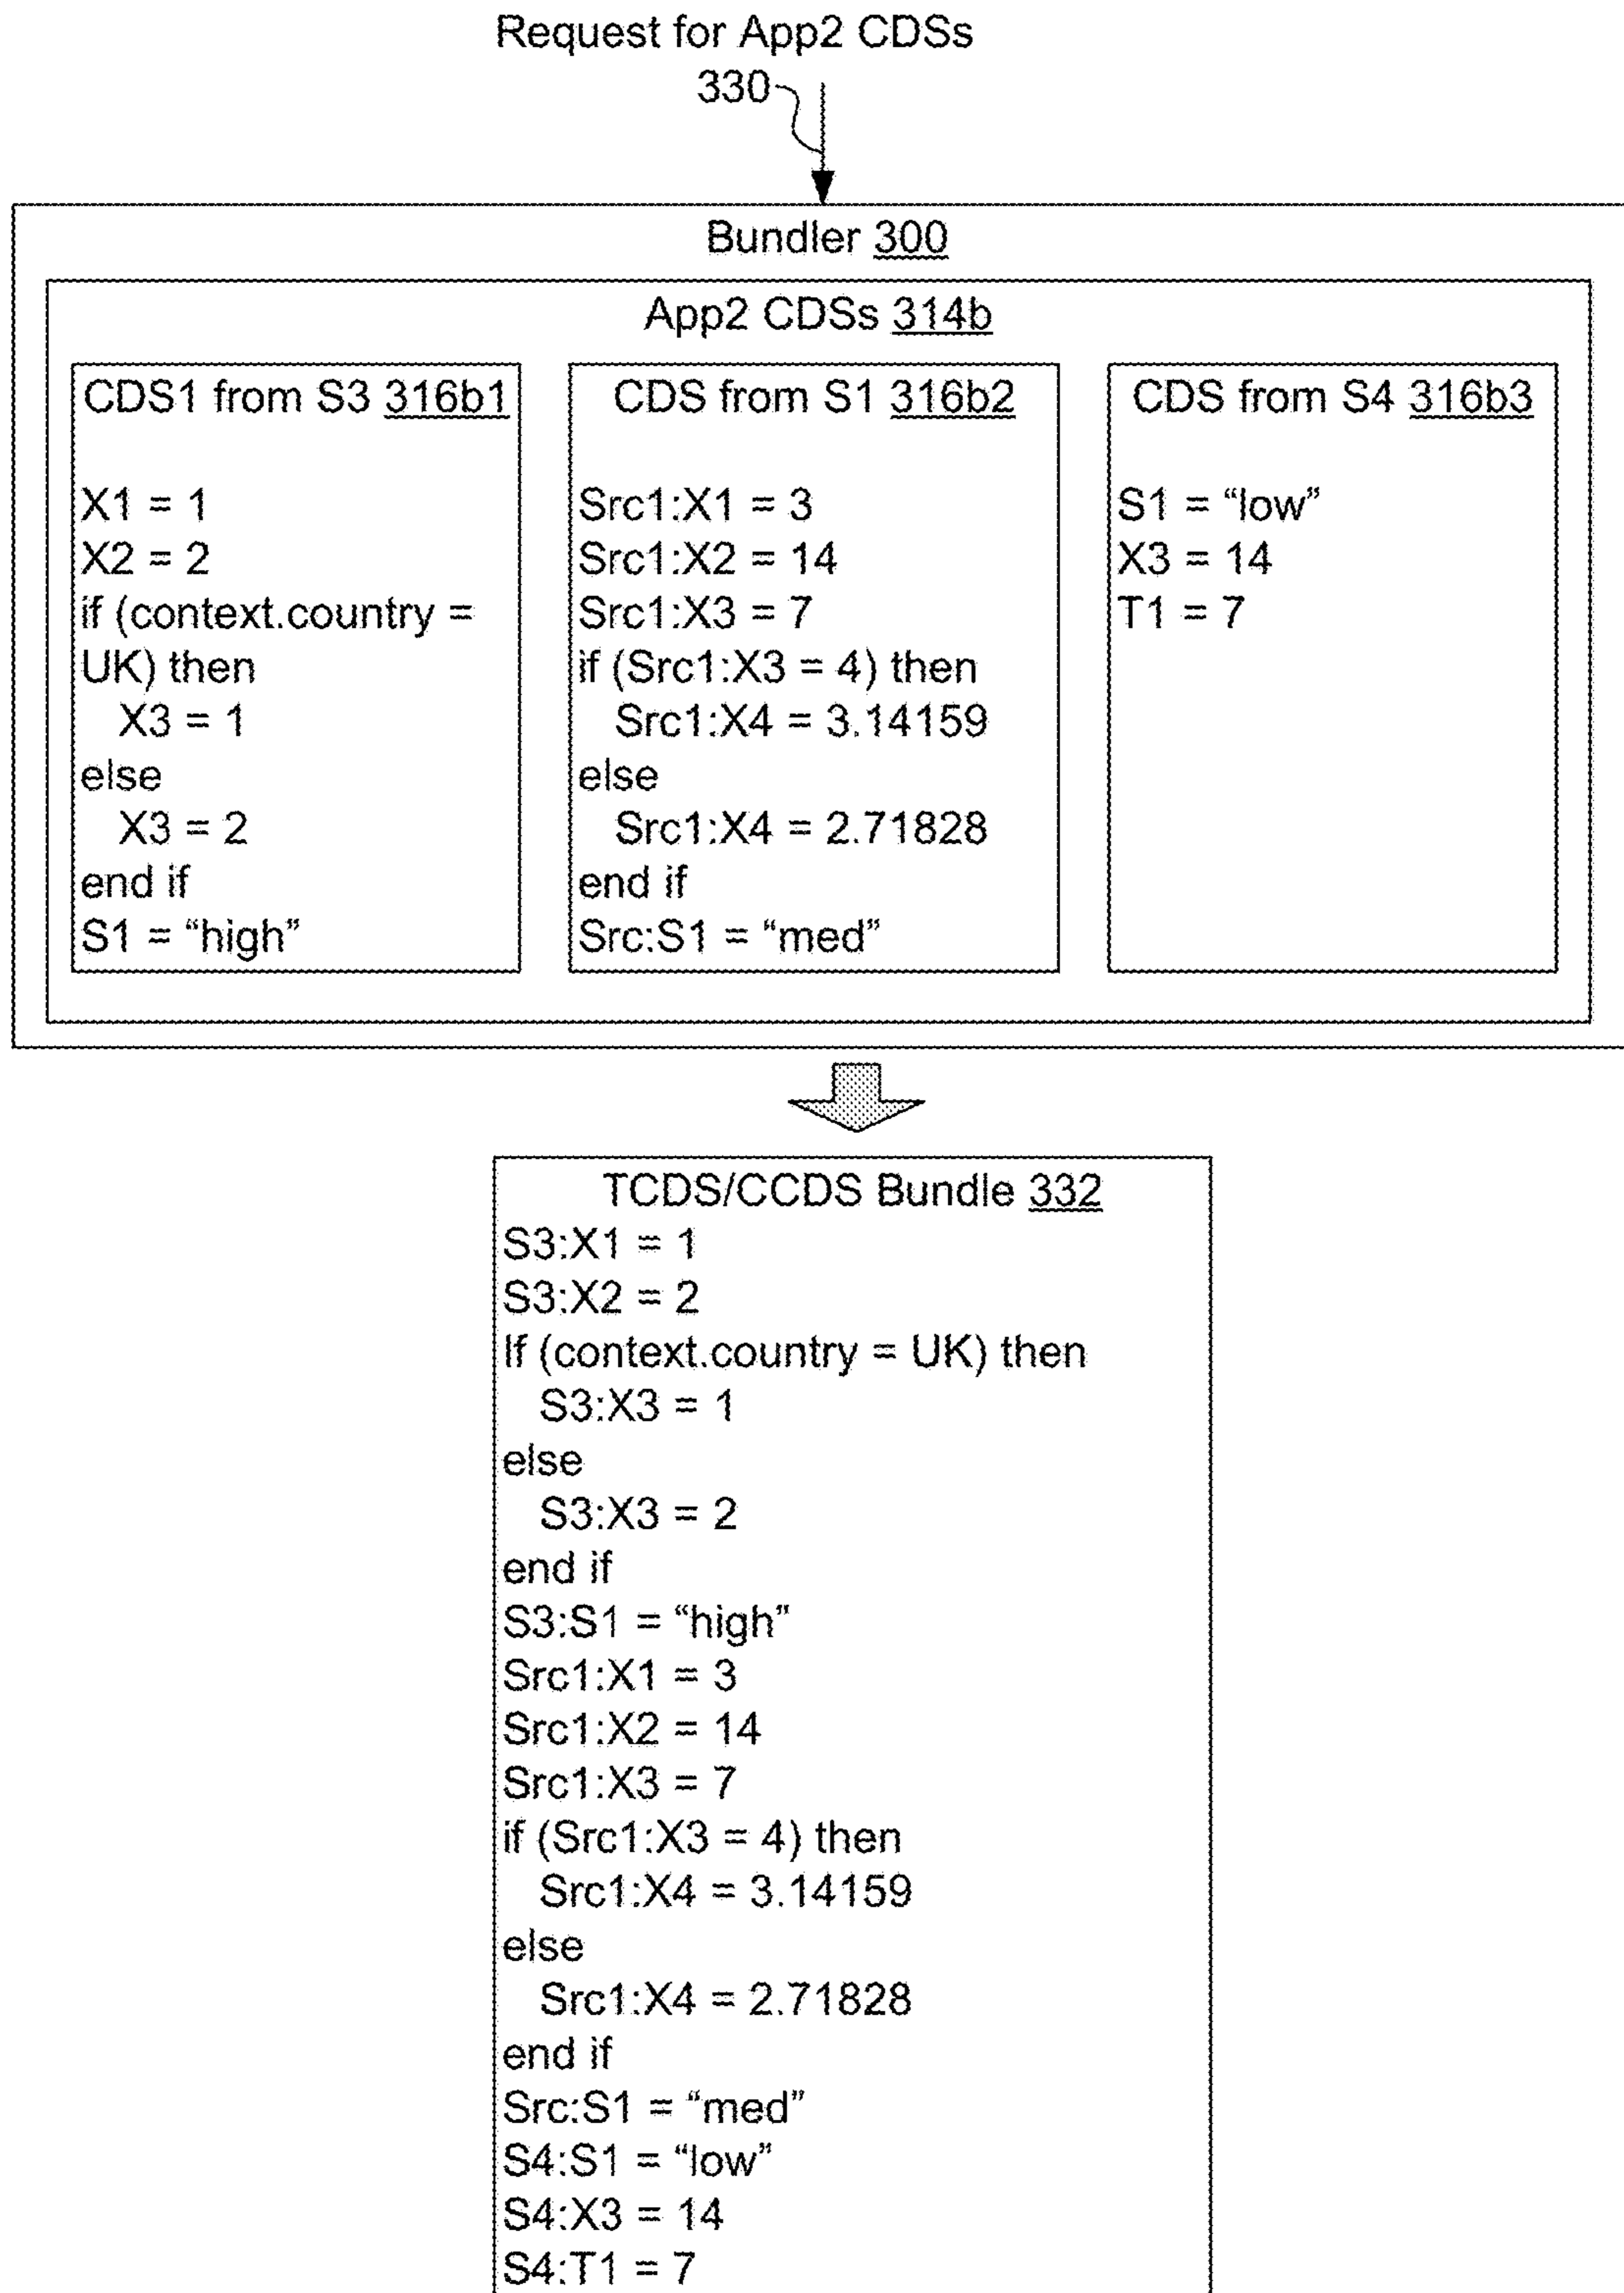 Request for App2 CDSs
330
Bundler 300
App2 CDSs 314b
CDS1 from S3 316b1
X1 = 1
X2 = 2
if (context.country =
UK) then
X3 = 1
else
X3 = 2
end if
S1 = “high”
CDS from S1 316b2
Src1:X1 = 3
Src1:X2 = 14
Src1:X3 = 7
if (Src1:X3 = 4) then
Src1:X4 = 3.14159
else
Src1:X4 = 2.71828
end if
Src:S1 = “med”
CDS from S4 316b3
S1 = “low”
X3 = 14
T1 = 7
TCDS/CCDS Bundle 332
S3:X1 = 1
S3:X2 = 2
If (context.country = UK) then
S3:X3 = 1
else
S3:X3 = 2
end if
S3:S1 = “high”
Src1:X1 = 3
Src1:X2 = 14
Src1:X3 = 7
if (Src1:X3 = 4) then
Src1:X4 = 3.14159
else
Src1:X4 = 2.71828
end if
Src:S1 = “med”
S4:S1 = “low”
S4:X3 = 14
S4:T1 = 7